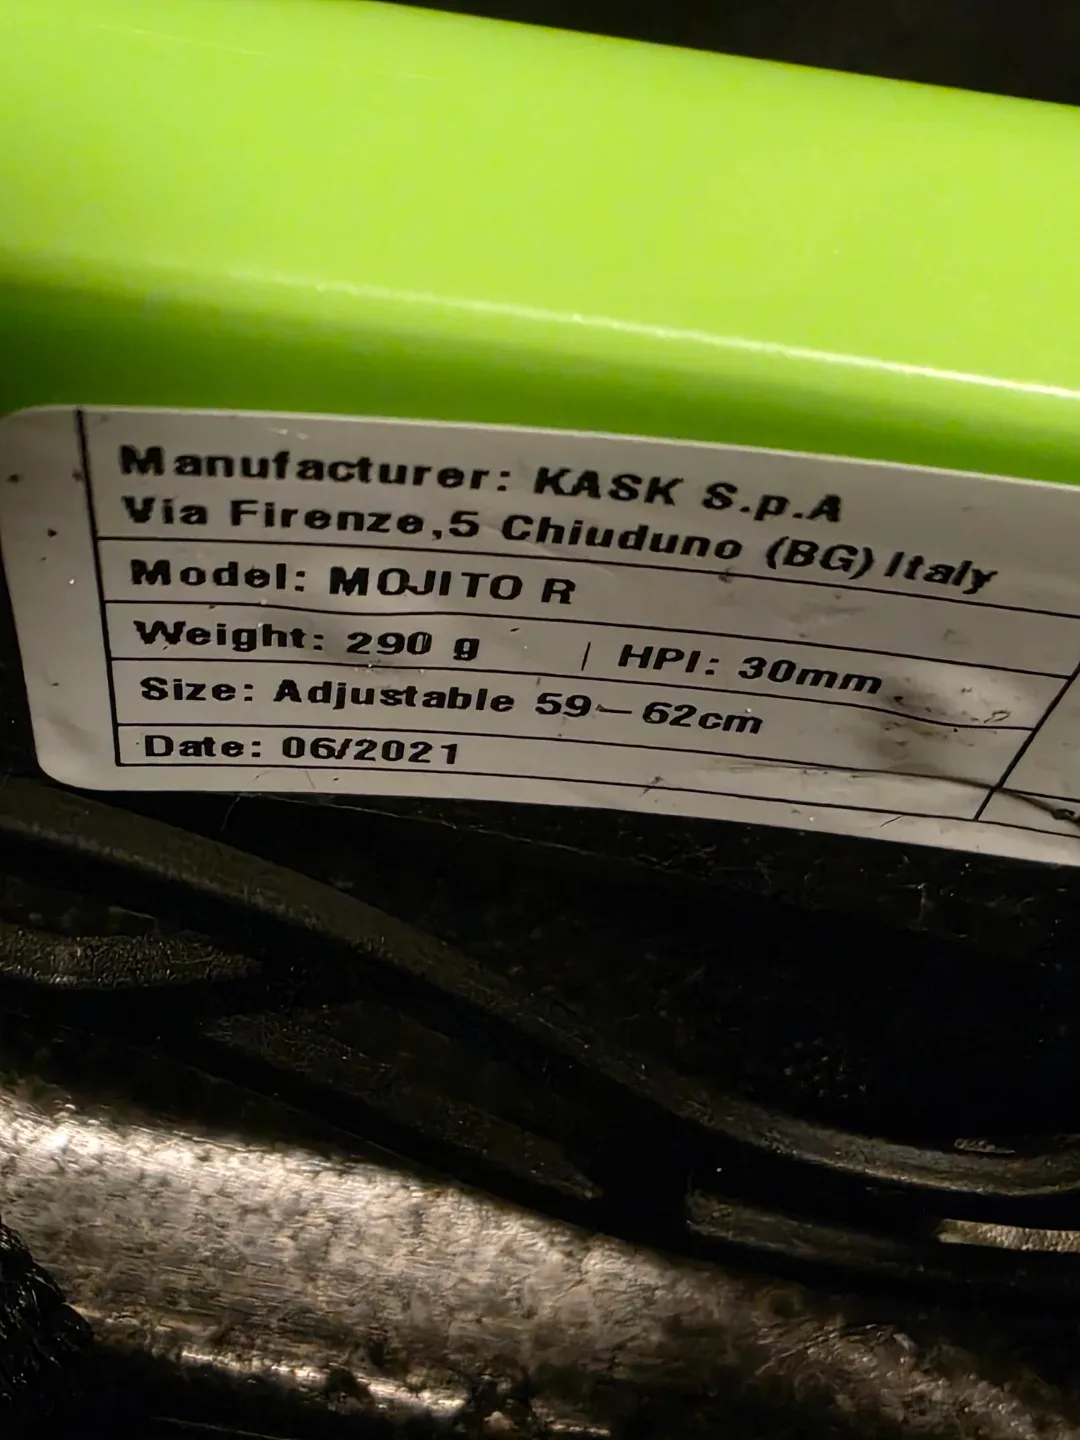 Manufacturer: KASK S.p.A
Via Firenze,5 Chiuduno (BG) Italy
Model: MOJITO R
Weight: 290 g | HPI: 30mm
Size: Adjustable 59-62cm
Date: 06/2021